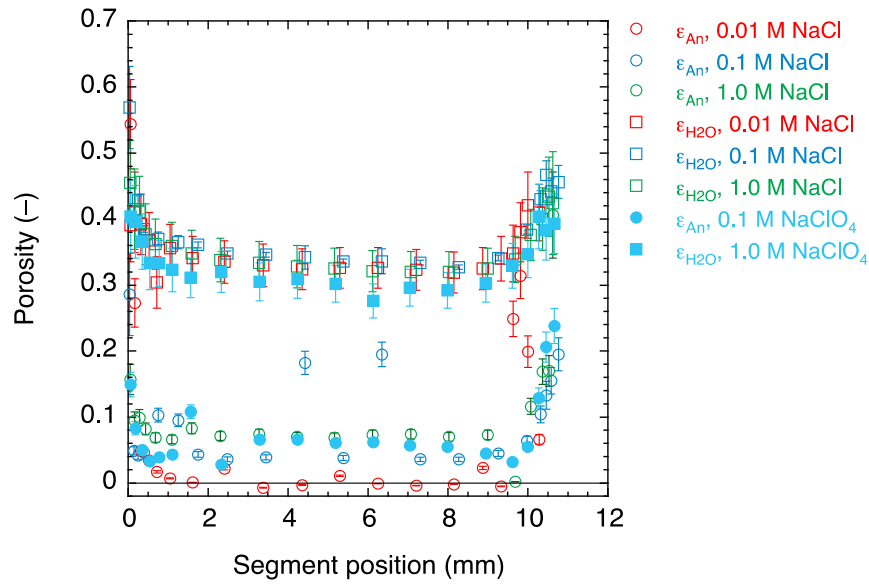 0.7
0.6
0.5
0.4
0.3
0.2
0.1
0
Porosity (–)
0 2 4 6 8 10 12
Segment position (mm)
εAn, 0.01 M NaCl
εAn, 0.1 M NaCl
εAn, 1.0 M NaCl
εH2O, 0.01 M NaCl
εH2O, 0.1 M NaCl
εH2O, 1.0 M NaCl
εAn, 0.1 M NaClO4
εH2O, 1.0 M NaClO4